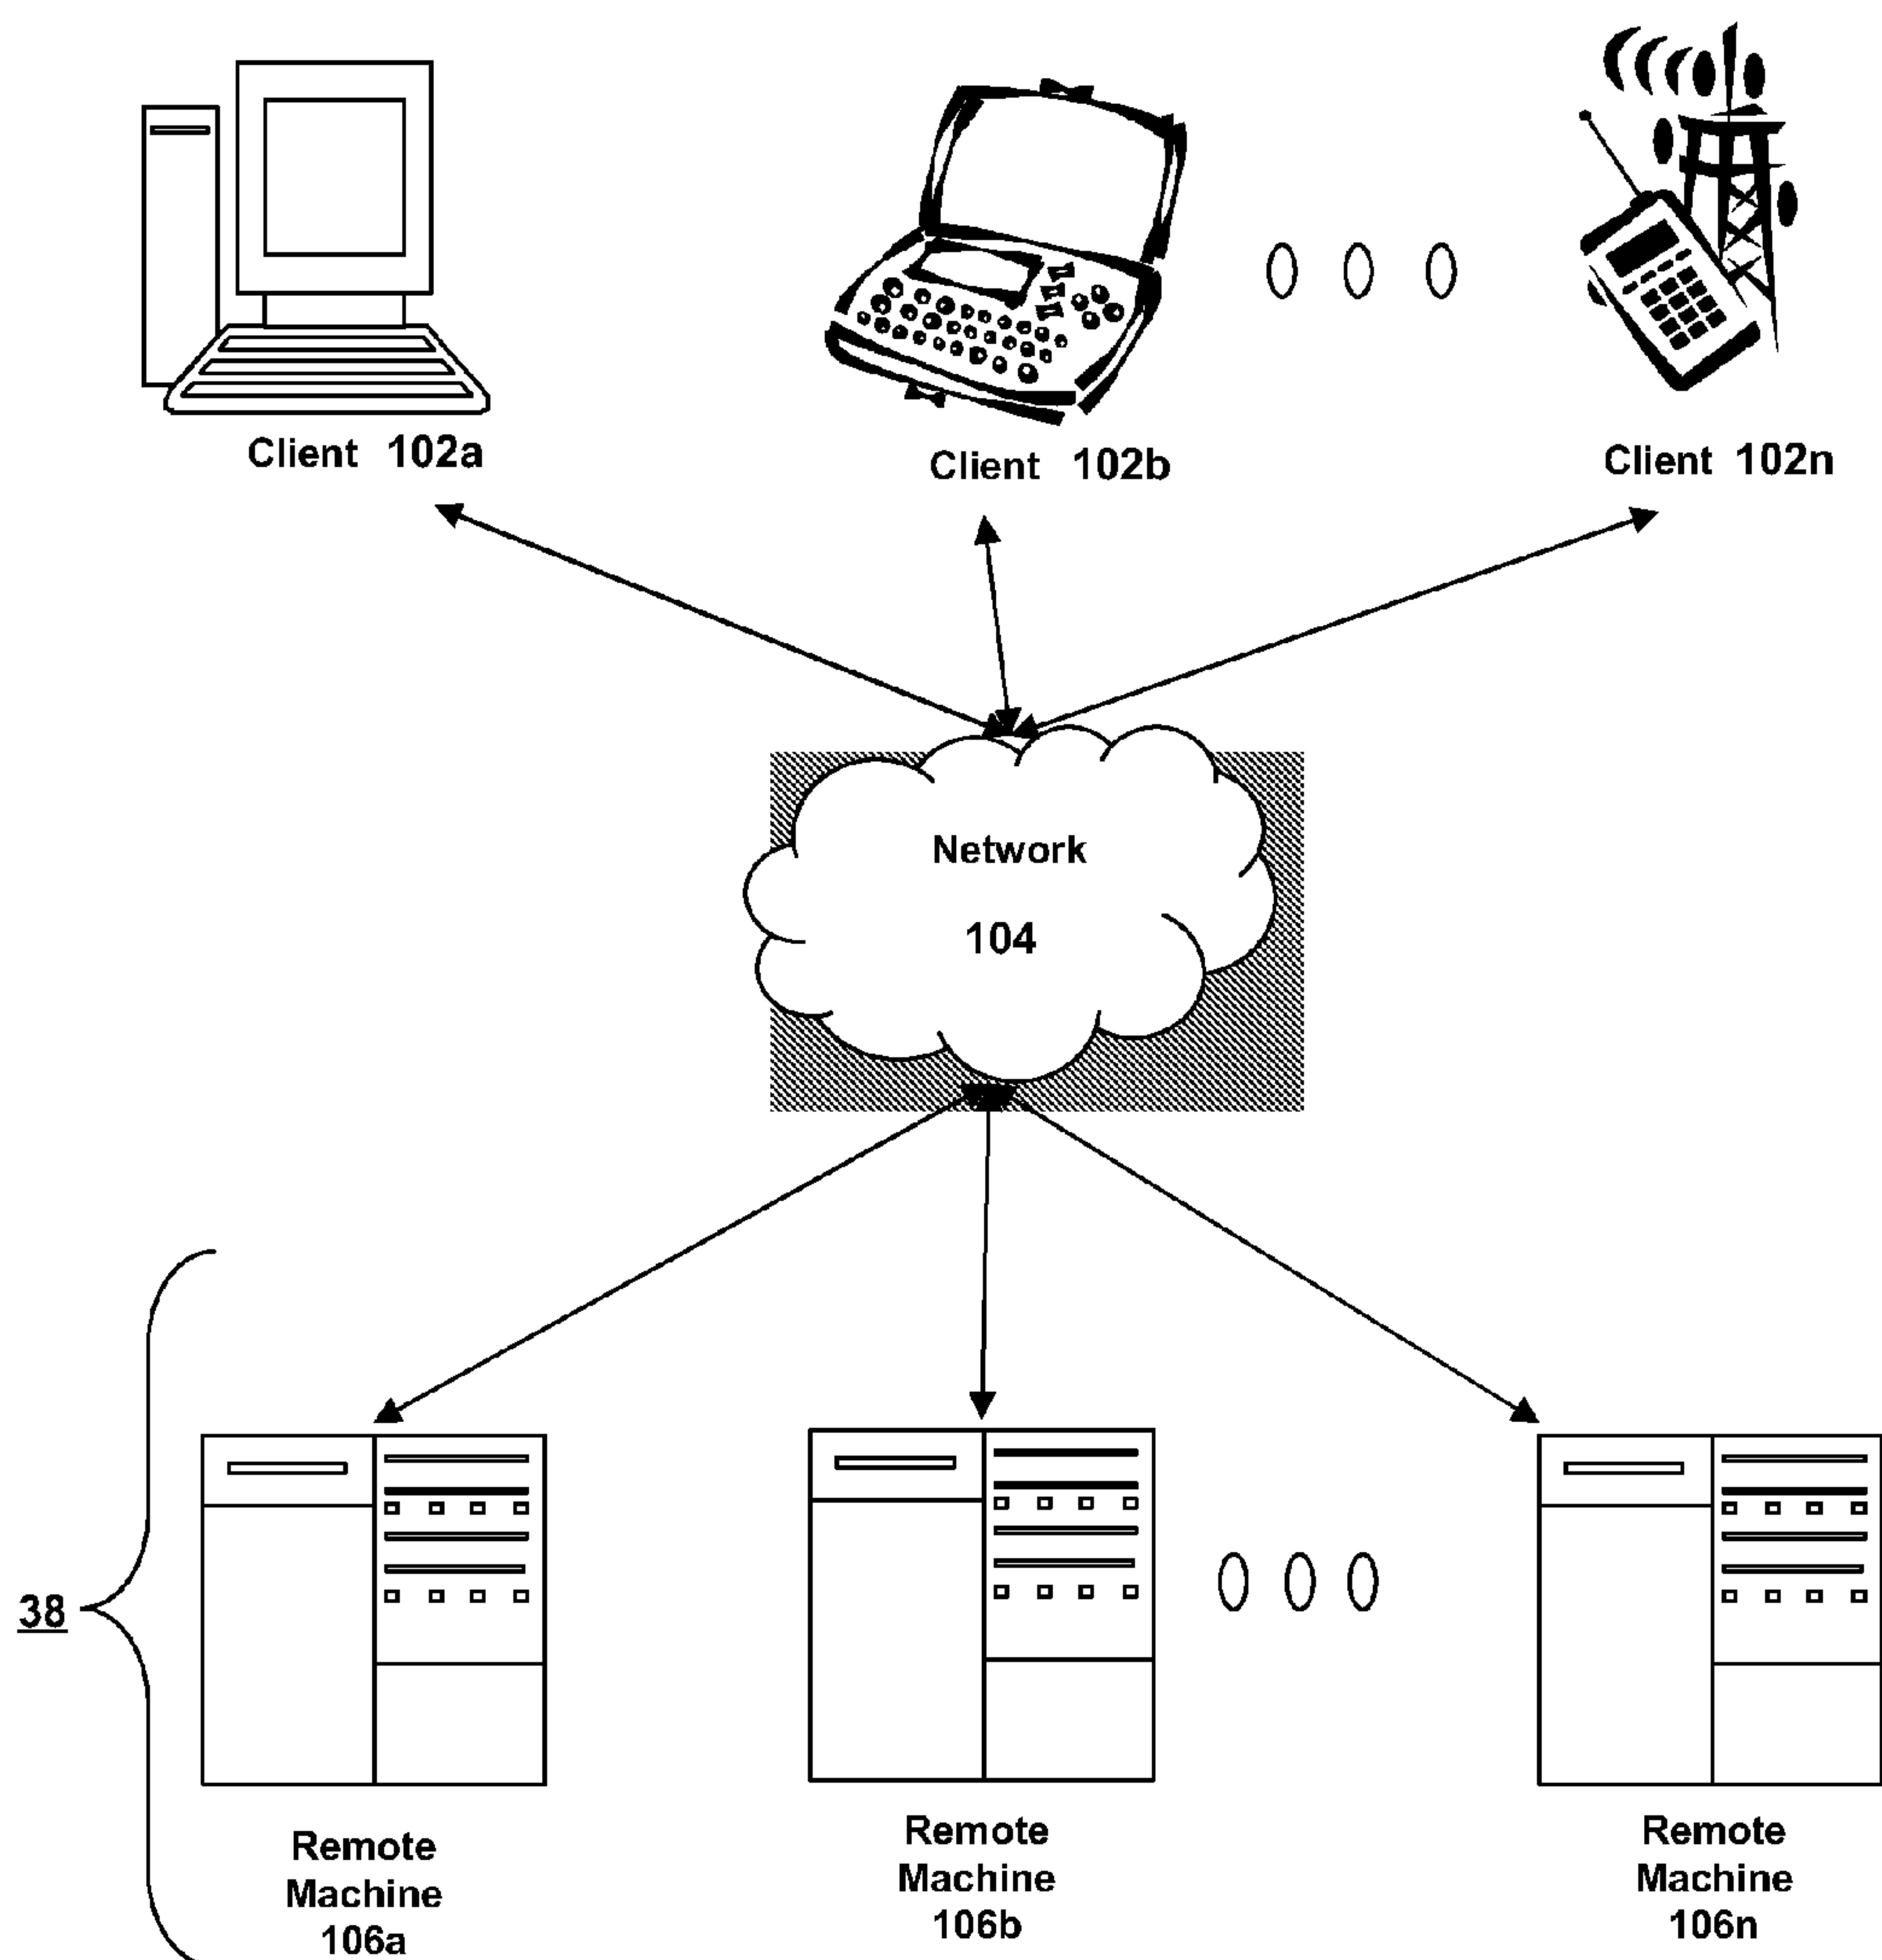 Client 102a
Client 102b
Client 102n
Network
104
38
Remote
Machine
106a
Remote
Machine
106b
Remote
Machine
106n